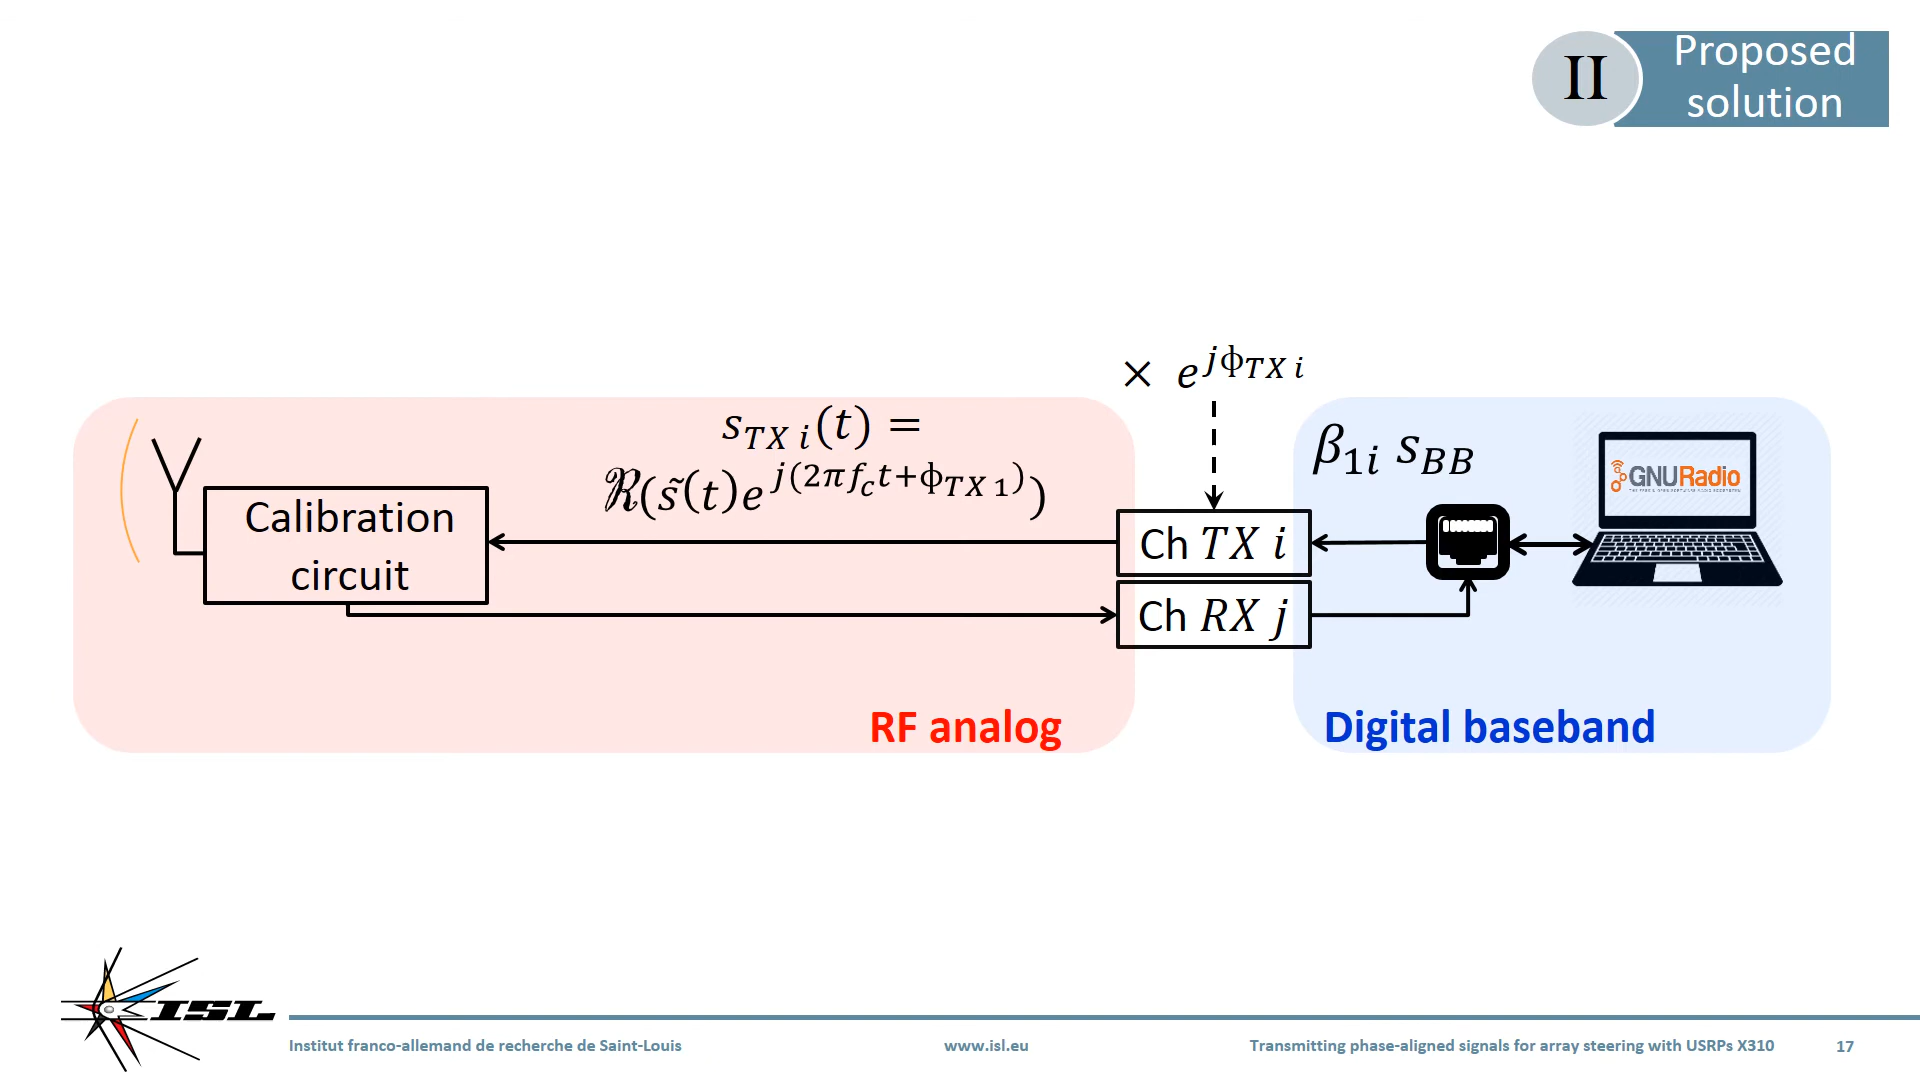 II
Proposed
solution
× e^{jϕ_{TX i}}
s_{TX i}(t) =
ℜ(s̃(t)e^{j(2πf_c t+ϕ_{TX 1})})
β_{1i} s_{BB}
GNURadio
Calibration
circuit
Ch TX i
Ch RX j
RF analog
Digital baseband
ISL
Institut franco-allemand de recherche de Saint-Louis
www.isl.eu
Transmitting phase-aligned signals for array steering with USRPs X310
17